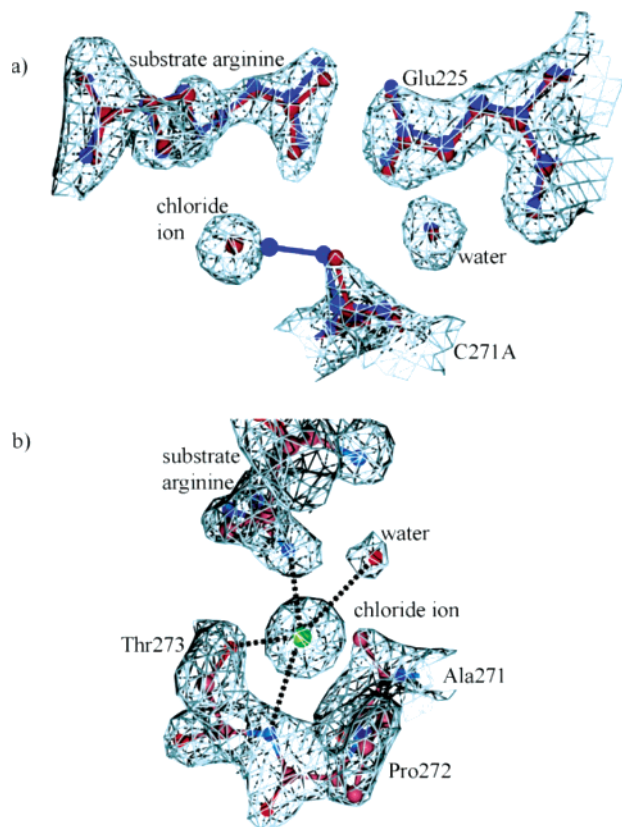 a)
substrate arginine
Glu225
chloride
ion
water
C271A
b)
substrate
arginine
water
chloride ion
Thr273
Ala271
Pro272